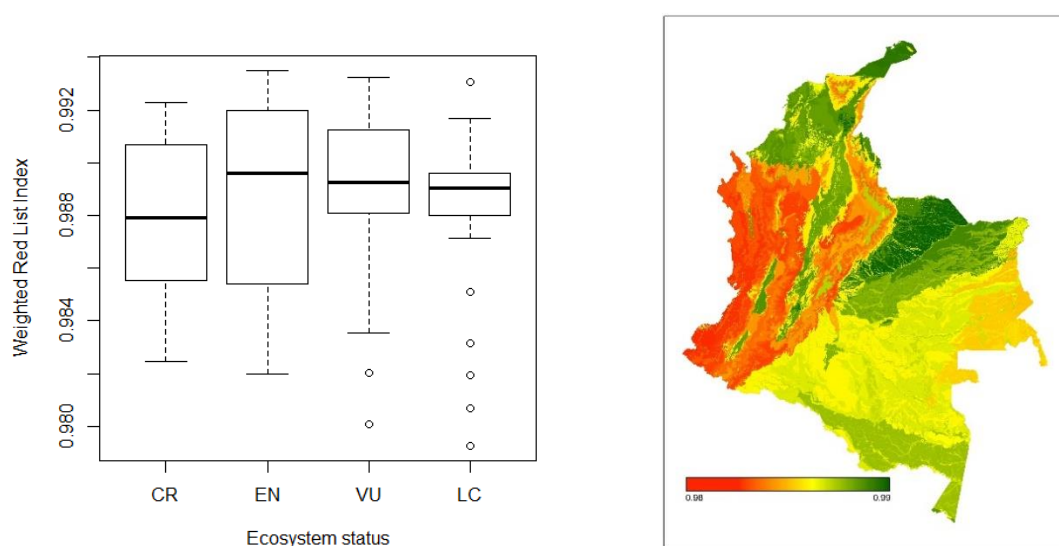 Weighted Red List Index
0.992
0.988
0.984
0.980
CR EN VU LC
Ecosystem status
0.98 0.99